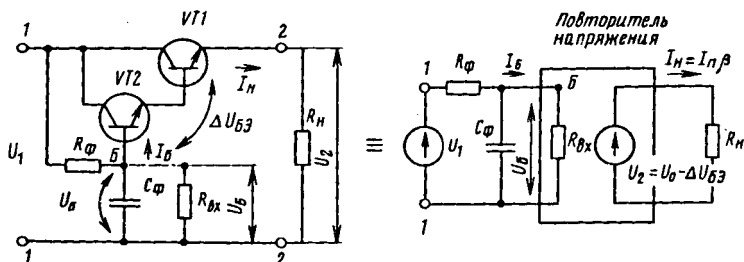 VT1
1
2
VT2
Iн
ΔUБЭ
Rф
Б
IБ
U1
Cф
Rн
U2
Uб
Rвх
UБ
1
2
≡
Повторитель
напряжения
1
Rф
IБ
Б
Iн=Iпβ
U1
Cф
UБ
Rвх
Rн
U2=U0-ΔUБЭ
1